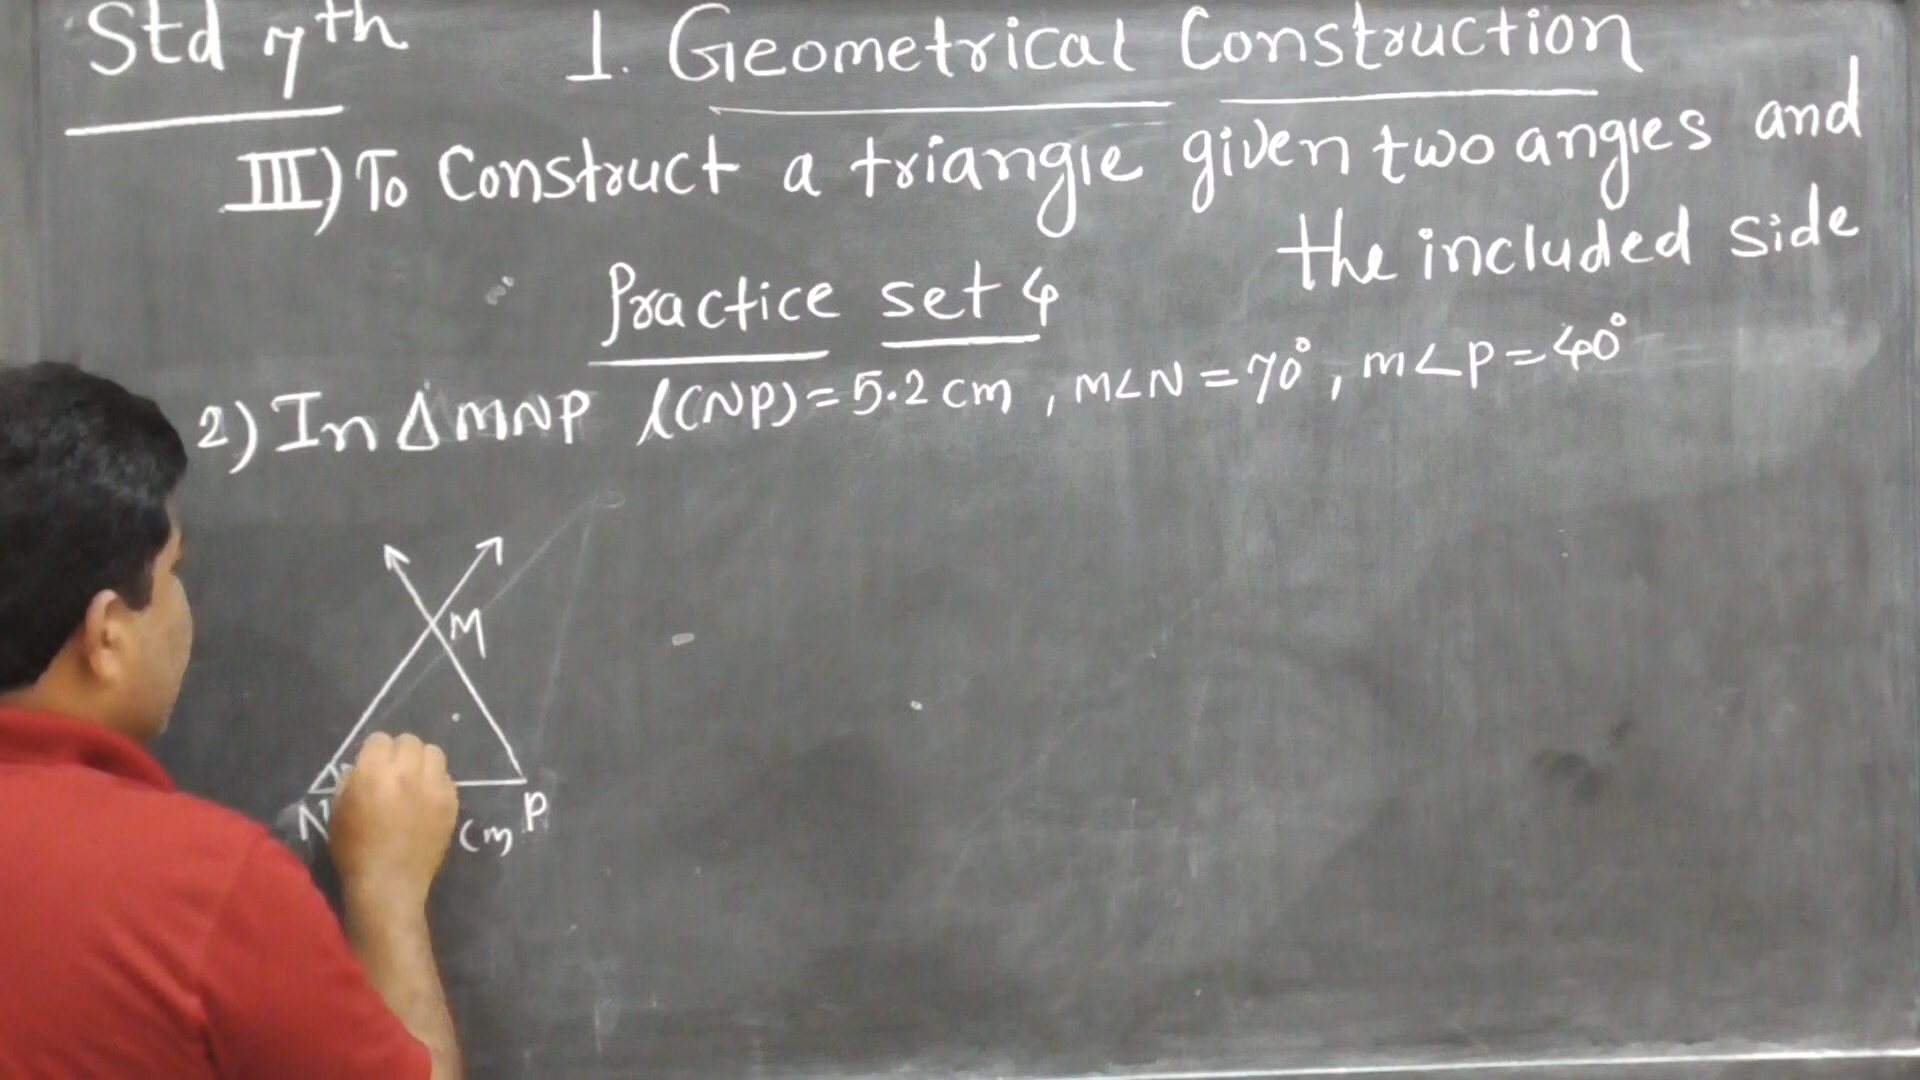 Std 7th 1. Geometrical Construction
III) To Construct a triangle given two angles and
the included side
Practice set 4
2) In ∆ MNP l(NP) = 5.2 cm, m∠N = 70°, m∠P = 40°
M
N P
cm